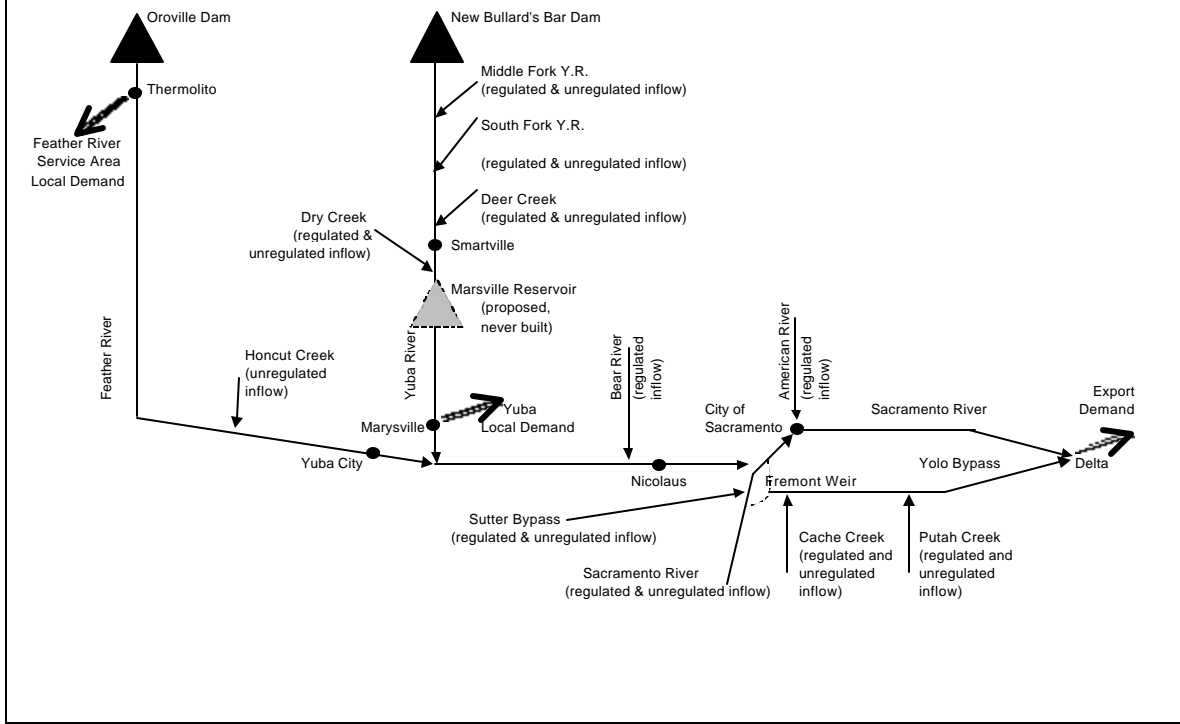 Oroville Dam
New Bullard's Bar Dam
Thermolito
Feather River
Service Area
Local Demand
Middle Fork Y.R.
(regulated & unregulated inflow)
South Fork Y.R.
(regulated & unregulated inflow)
Deer Creek
(regulated & unregulated inflow)
Dry Creek
(regulated &
unregulated inflow)
Smartville
Marsville Reservoir
(proposed,
never built)
Feather River
Honcut Creek
(unregulated
inflow)
Yuba River
Bear River
(regulated
inflow)
American River
(regulated
inflow)
Marysville
Yuba
Local Demand
Yuba City
City of
Sacramento
Sacramento River
Export
Demand
Nicolaus
Fremont Weir
Yolo Bypass
Delta
Sutter Bypass
(regulated & unregulated inflow)
Sacramento River
(regulated & unregulated inflow)
Cache Creek
(regulated and
unregulated
inflow)
Putah Creek
(regulated and
unregulated
inflow)